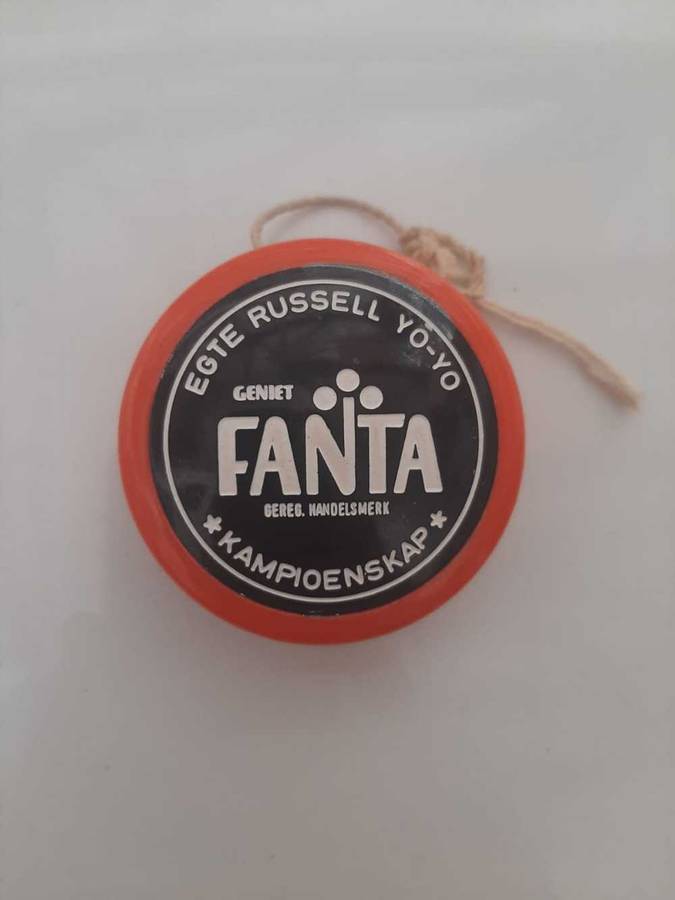 EGTE RUSSELL YO-YO
GENIET
FANTA
GEREG. HANDELSMERK
* KAMPIOENSKAP *